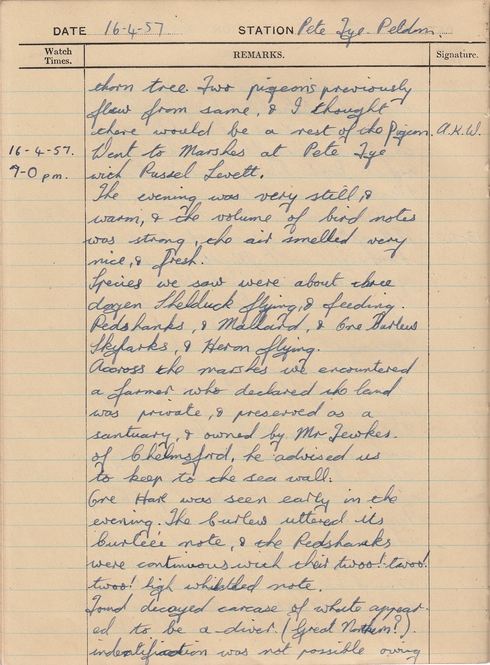 DATE 16-4-57. STATION Pete Tye Peldon.
Watch Times. REMARKS. Signature.
thorn tree. Two pigeons previously
flew from same, & I thought
there would be a nest of the Pigeon. A.K.W.
16-4-57. Went to Marshes at Pete Tye
7-0 pm. with Russel Levett.
The evening was very still, &
warm, & the volume of bird notes
was strong, the air smelled very
nice, & fresh.
Species we saw were about three
dozen Shelduck flying, & feeding.
Redshanks, & Mallard, & One Curlew
Skylarks, & Heron flying.
Accross the marshes we encountered
a farmer who declared the land
was private, & preserved as a
santuary, & owned by Mr. Tewkes.
of Chelmsford, he advised us
to keep to the sea wall.
One Hare was seen early in the
evening. The Curlew uttered its
Curleee note, & the Redshanks
were continuous with their twoo! twoo!
twoo! high whistled note.
Found decayed carcase of whate appear-
ed to be a diver. (Great Northern?).
indentification was not possible owing